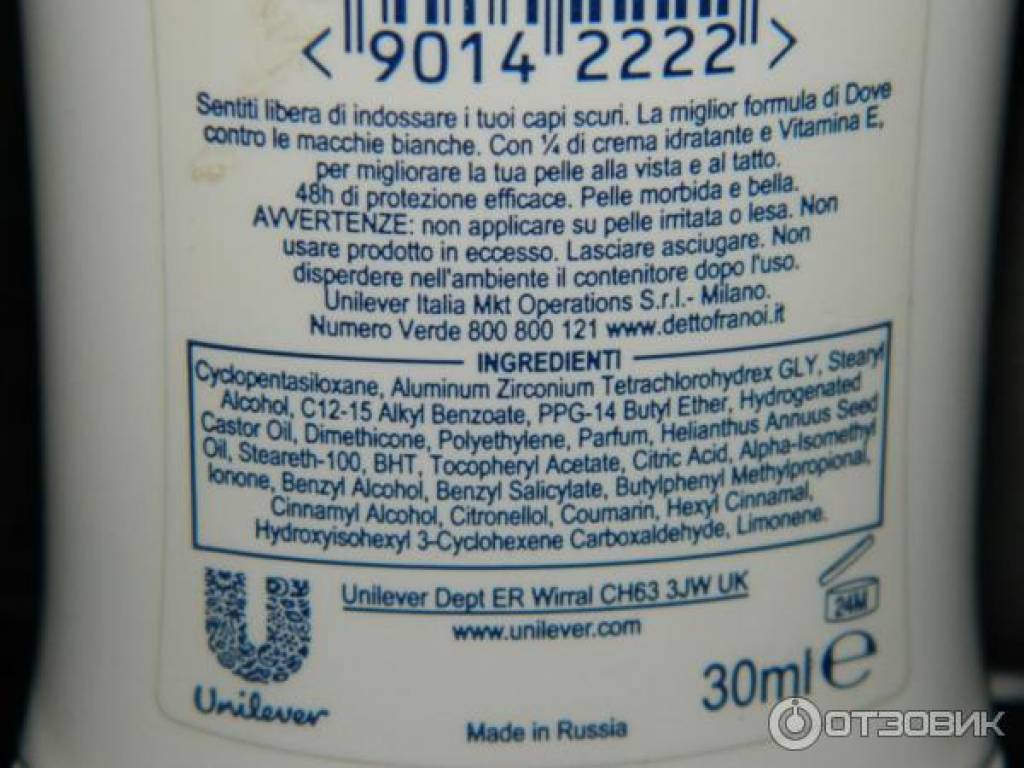 < 9014 2222 >
Sentiti libera di indossare i tuoi capi scuri. La miglior formula di Dove
contro le macchie bianche. Con ¼ di crema idratante e Vitamina E,
per migliorare la tua pelle alla vista e al tatto.
48h di protezione efficace. Pelle morbida e bella.
AVVERTENZE: non applicare su pelle irritata o lesa. Non
usare prodotto in eccesso. Lasciare asciugare. Non
disperdere nell'ambiente il contenitore dopo l'uso.
Unilever Italia Mkt Operations S.r.l.- Milano.
Numero Verde 800 800 121 www.dettofranoi.it
INGREDIENTI
Cyclopentasiloxane, Aluminum Zirconium Tetrachlorohydrex GLY, Stearyl
Alcohol, C12-15 Alkyl Benzoate, PPG-14 Butyl Ether, Hydrogenated
Castor Oil, Dimethicone, Polyethylene, Parfum, Helianthus Annuus Seed
Oil, Steareth-100, BHT, Tocopheryl Acetate, Citric Acid, Alpha-Isomethyl
Ionone, Benzyl Alcohol, Benzyl Salicylate, Butylphenyl Methylpropional,
Cinnamyl Alcohol, Citronellol, Coumarin, Hexyl Cinnamal,
Hydroxyisohexyl 3-Cyclohexene Carboxaldehyde, Limonene.
Unilever Dept ER Wirral CH63 3JW UK
24M
www.unilever.com
Unilever
30ml e
Made in Russia
ОТЗОВИК